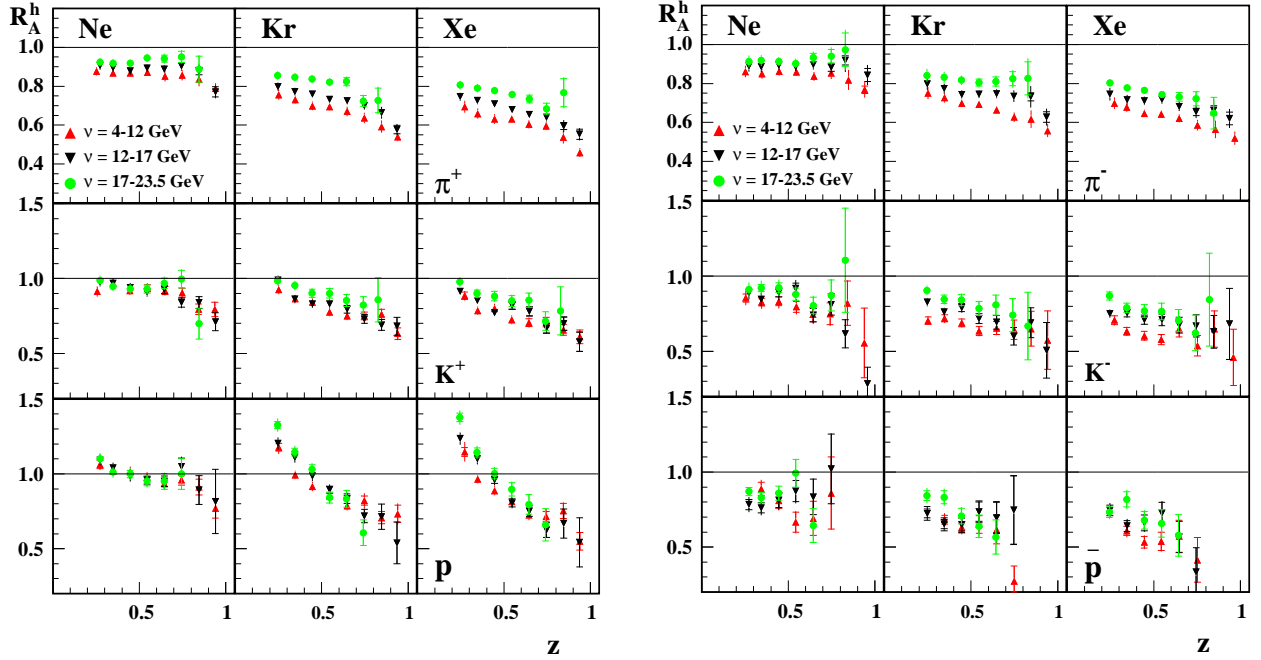 R_A^h
Ne Kr Xe
1.0
0.8
0.6
0.4
ν = 4-12 GeV
ν = 12-17 GeV
ν = 17-23.5 GeV
π+
1.5
1.0
0.5
K+
1.5
1.0
0.5
p
0.5 1 0.5 1 0.5 1
z
R_A^h
Ne Kr Xe
1.0
0.8
0.6
0.4
ν = 4-12 GeV
ν = 12-17 GeV
ν = 17-23.5 GeV
π-
1.5
1.0
0.5
K-
1.5
1.0
0.5
p̄
0.5 1 0.5 1 0.5 1
z